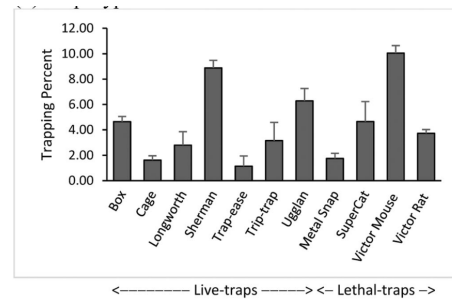 12.00
10.00
8.00
6.00
4.00
2.00
0.00
Trapping Percent
Box
Cage
Longworth
Sherman
Trap-ease
Trip-trap
Ugglan
Metal Snap
SuperCat
Victor Mouse
Victor Rat
<–––––––– Live-traps –––––> <– Lethal-traps –>